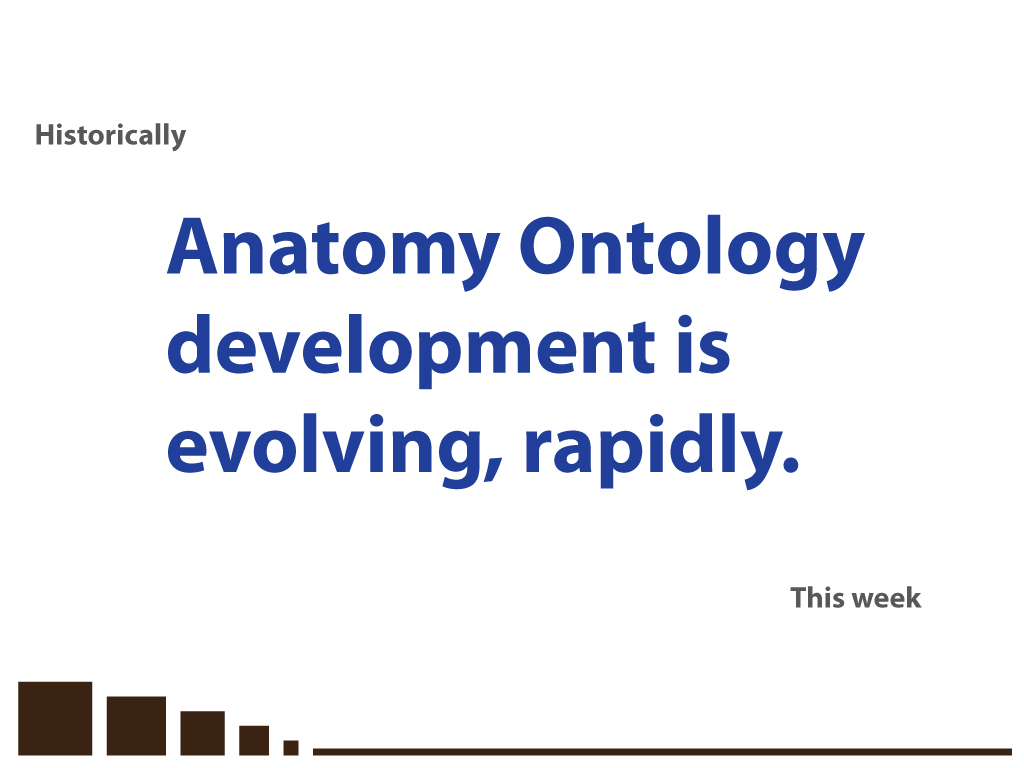 Historically
Anatomy Ontology
development is
evolving, rapidly.
This week